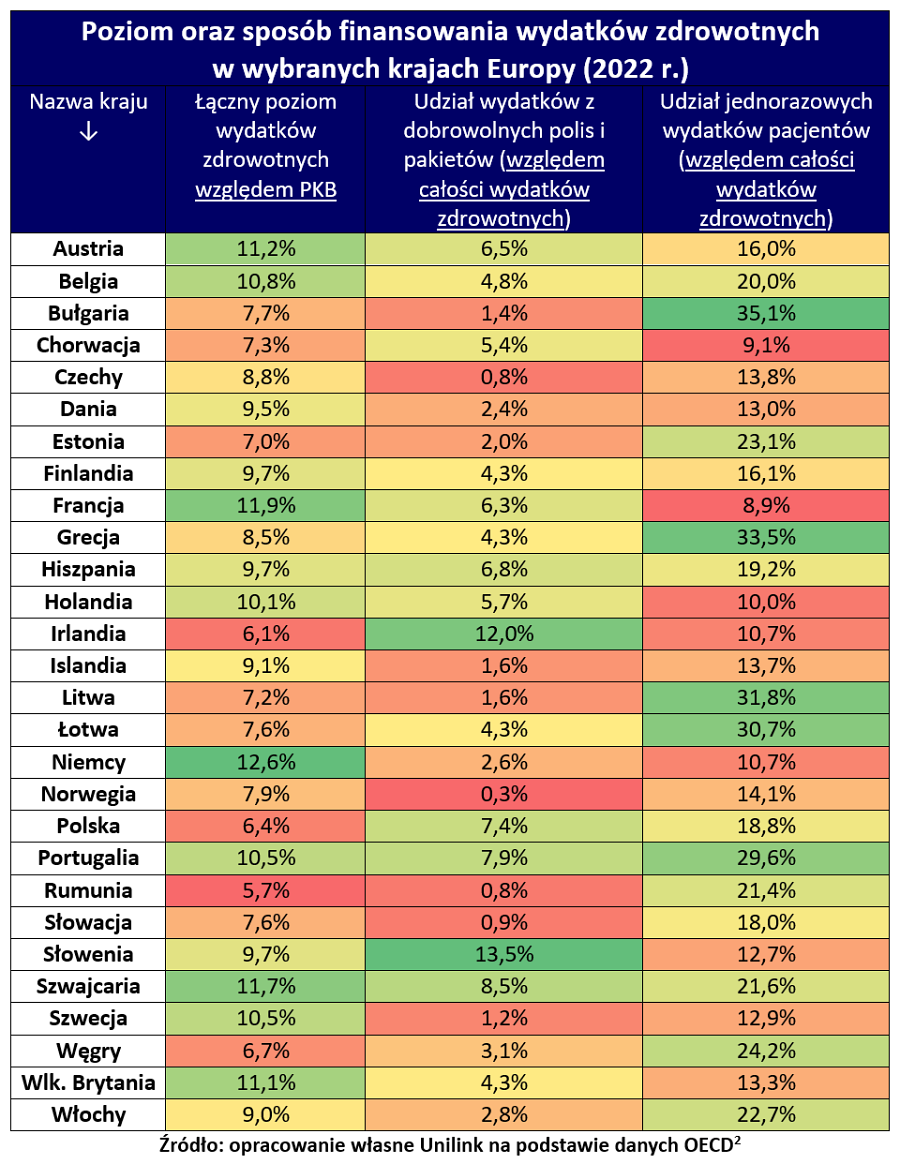 Poziom oraz sposób finansowania wydatków zdrowotnych
w wybranych krajach Europy (2022 r.)
Nazwa kraju ↓ Łączny poziom wydatków zdrowotnych względem PKB Udział wydatków z dobrowolnych polis i pakietów (względem całości wydatków zdrowotnych) Udział jednorazowych wydatków pacjentów (względem całości wydatków zdrowotnych)
Austria 11,2% 6,5% 16,0%
Belgia 10,8% 4,8% 20,0%
Bułgaria 7,7% 1,4% 35,1%
Chorwacja 7,3% 5,4% 9,1%
Czechy 8,8% 0,8% 13,8%
Dania 9,5% 2,4% 13,0%
Estonia 7,0% 2,0% 23,1%
Finlandia 9,7% 4,3% 16,1%
Francja 11,9% 6,3% 8,9%
Grecja 8,5% 4,3% 33,5%
Hiszpania 9,7% 6,8% 19,2%
Holandia 10,1% 5,7% 10,0%
Irlandia 6,1% 12,0% 10,7%
Islandia 9,1% 1,6% 13,7%
Litwa 7,2% 1,6% 31,8%
Łotwa 7,6% 4,3% 30,7%
Niemcy 12,6% 2,6% 10,7%
Norwegia 7,9% 0,3% 14,1%
Polska 6,4% 7,4% 18,8%
Portugalia 10,5% 7,9% 29,6%
Rumunia 5,7% 0,8% 21,4%
Słowacja 7,6% 0,9% 18,0%
Słowenia 9,7% 13,5% 12,7%
Szwajcaria 11,7% 8,5% 21,6%
Szwecja 10,5% 1,2% 12,9%
Węgry 6,7% 3,1% 24,2%
Wlk. Brytania 11,1% 4,3% 13,3%
Włochy 9,0% 2,8% 22,7%
Źródło: opracowanie własne Unilink na podstawie danych OECD²